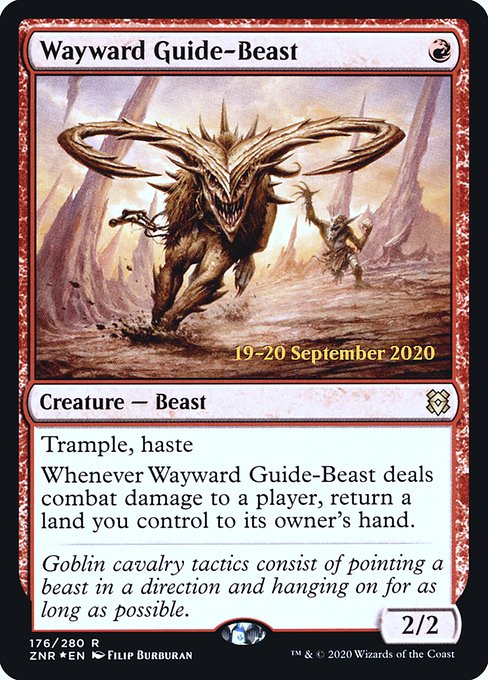 Wayward Guide-Beast
19–20 September 2020
Creature — Beast
Trample, haste
Whenever Wayward Guide-Beast deals
combat damage to a player, return a
land you control to its owner's hand.
Goblin cavalry tactics consist of pointing a
beast in a direction and hanging on for as
long as possible.
2/2
176/280 R
ZNR ★ EN Filip Burburan
™ & © 2020 Wizards of the Coast